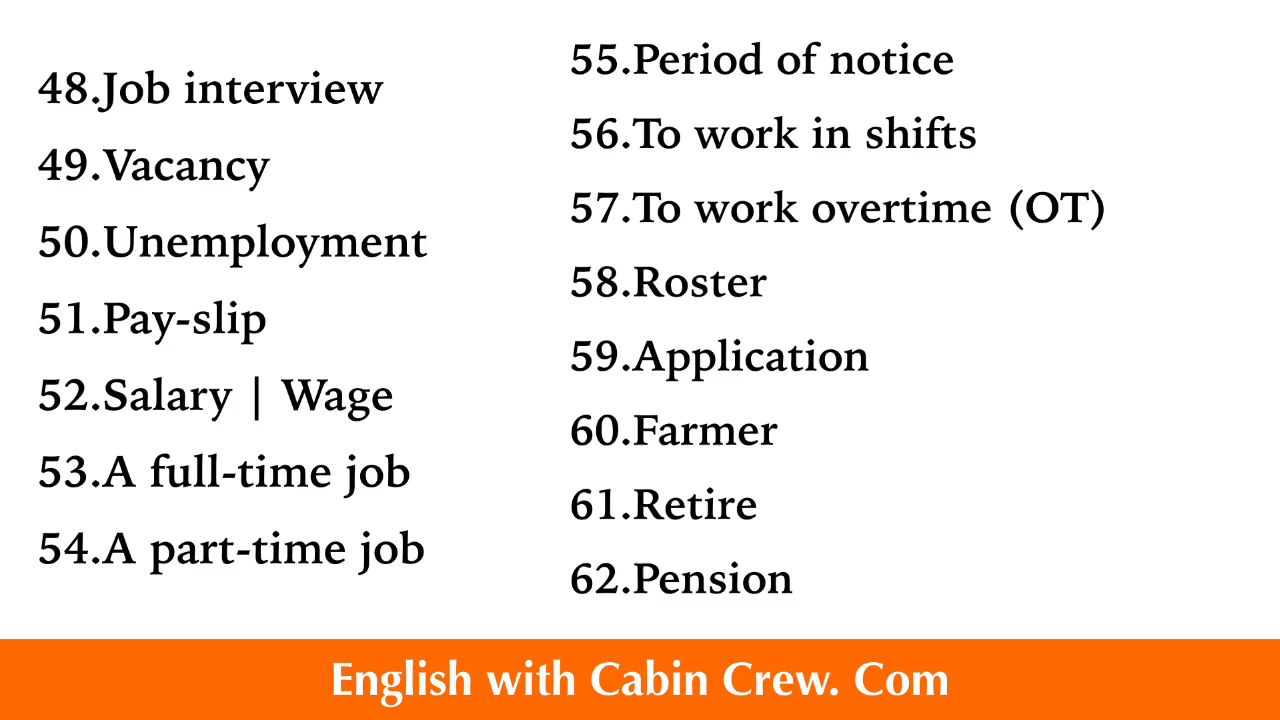 48.Job interview
49.Vacancy
50.Unemployment
51.Pay-slip
52.Salary | Wage
53.A full-time job
54.A part-time job
55.Period of notice
56.To work in shifts
57.To work overtime (OT)
58.Roster
59.Application
60.Farmer
61.Retire
62.Pension
English with Cabin Crew. Com